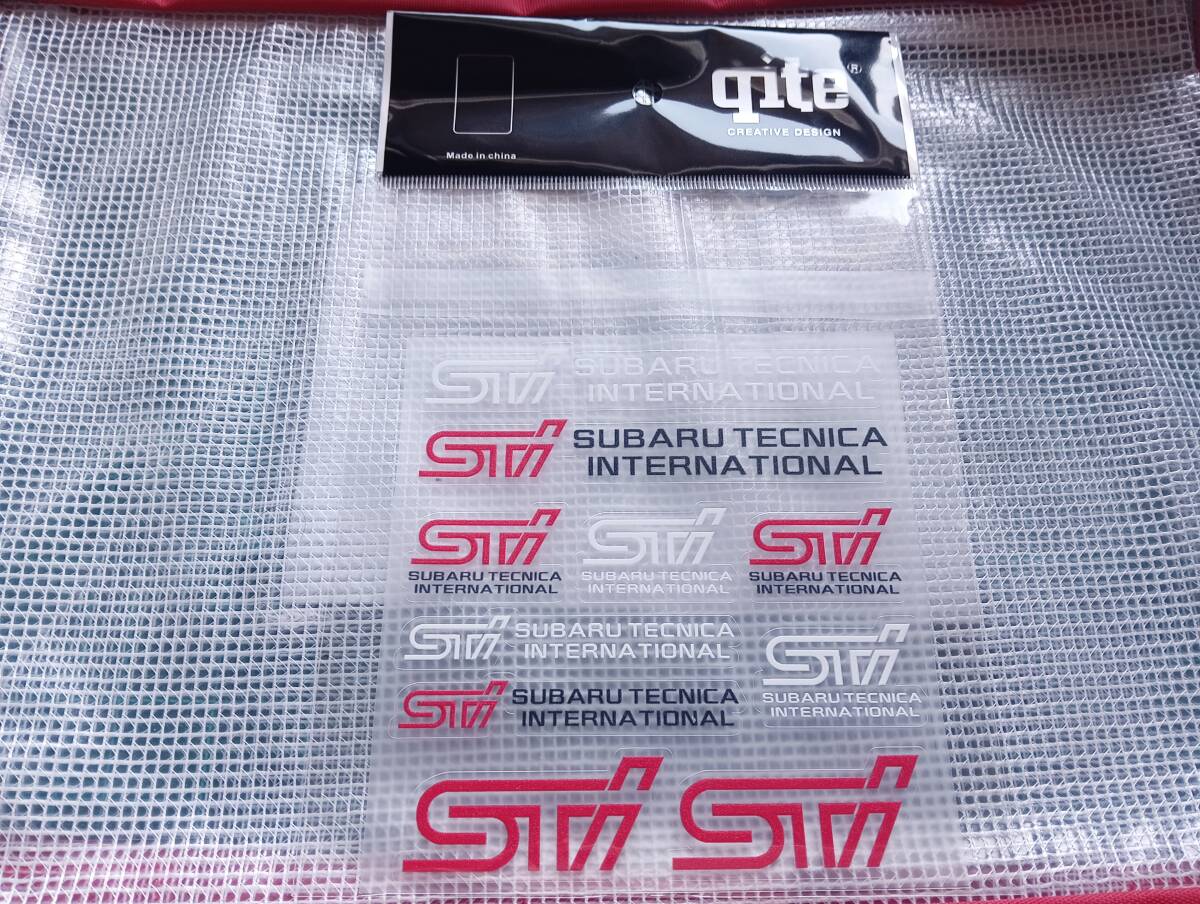 qite®
CREATIVE DESIGN
Made in china
STi SUBARU TECNICA
INTERNATIONAL
STi SUBARU TECNICA
INTERNATIONAL
STi
SUBARU TECNICA
INTERNATIONAL
STi
SUBARU TECNICA
INTERNATIONAL
STi
SUBARU TECNICA
INTERNATIONAL
STi SUBARU TECNICA
INTERNATIONAL
STi
SUBARU TECNICA
INTERNATIONAL
STi SUBARU TECNICA
INTERNATIONAL
STi STi